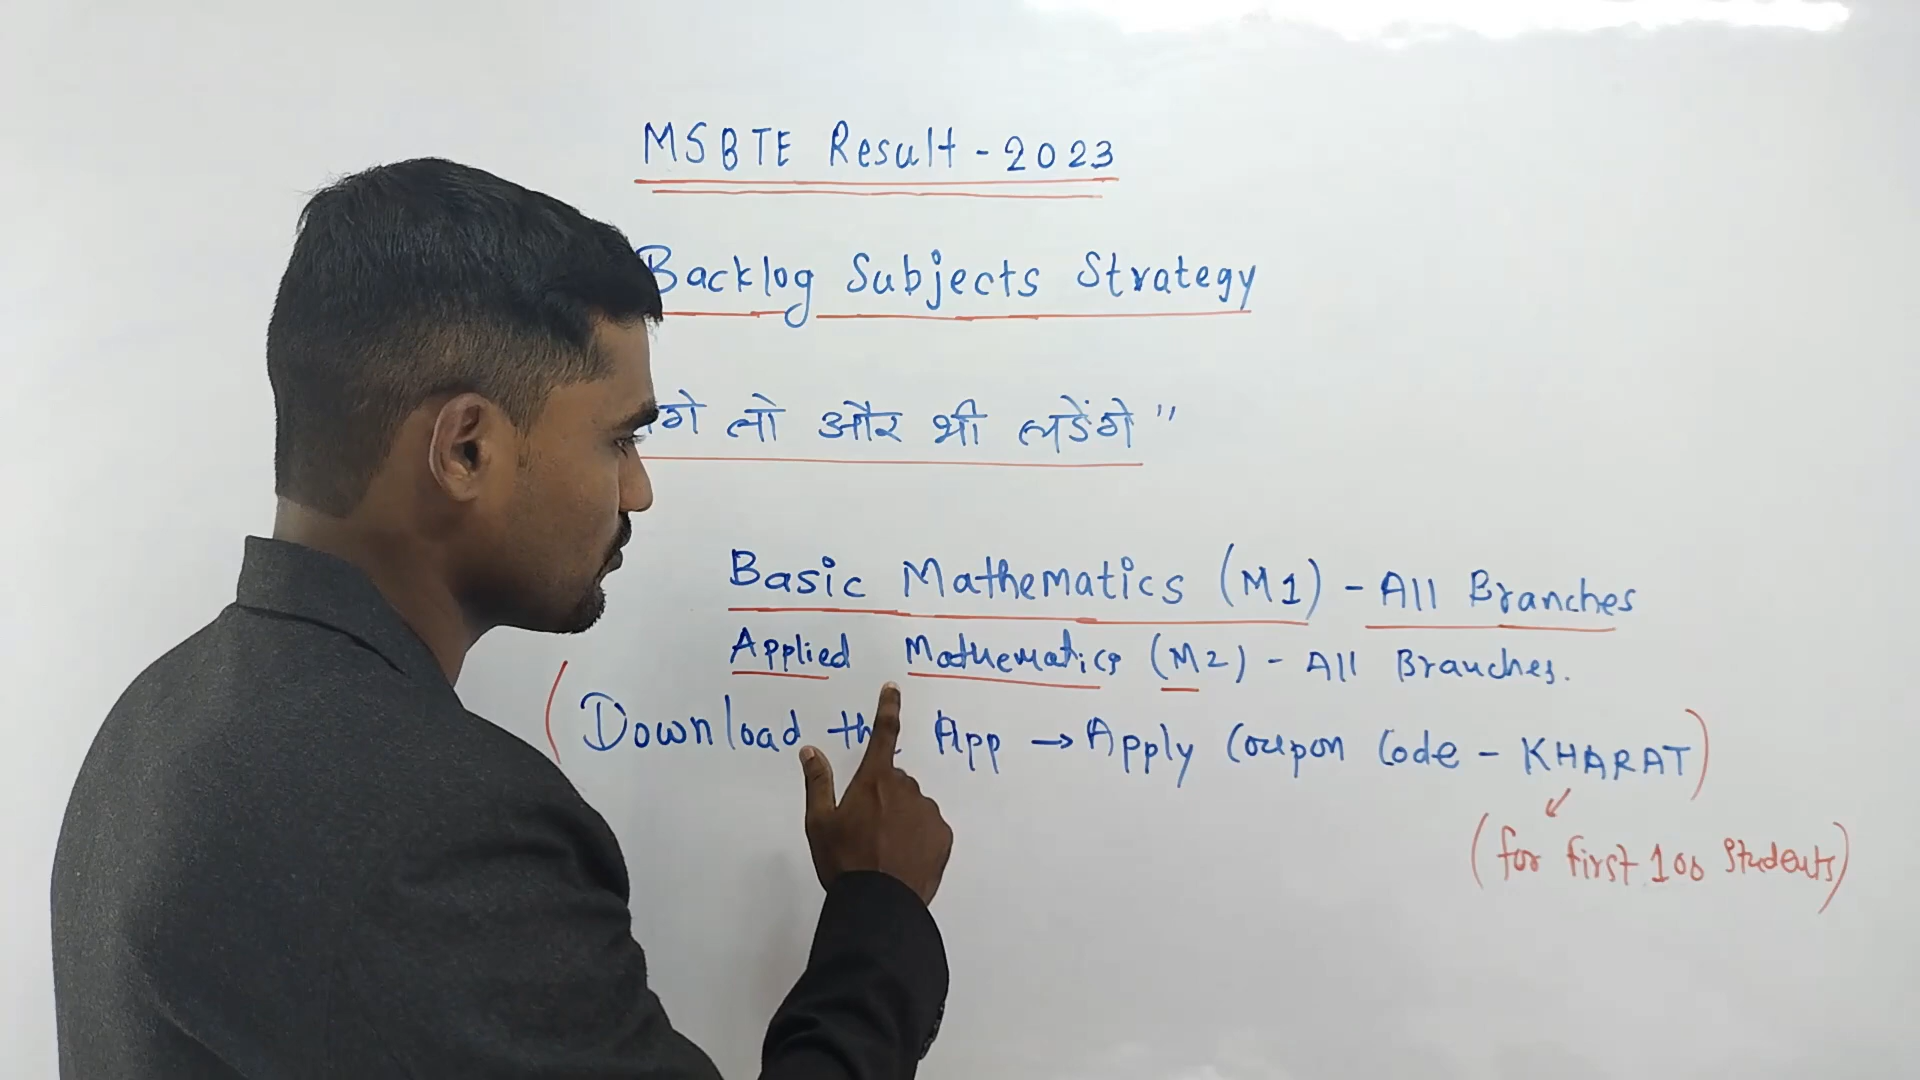 MSBTE Result - 2023
Backlog Subjects Strategy
तो और भी लडेंगे "
Basic Mathematics (M1) - All Branches
Applied Mathematics (M2) - All Branches.
(Download the App → Apply Coupon Code - KHARAT)
(for first 100 students)